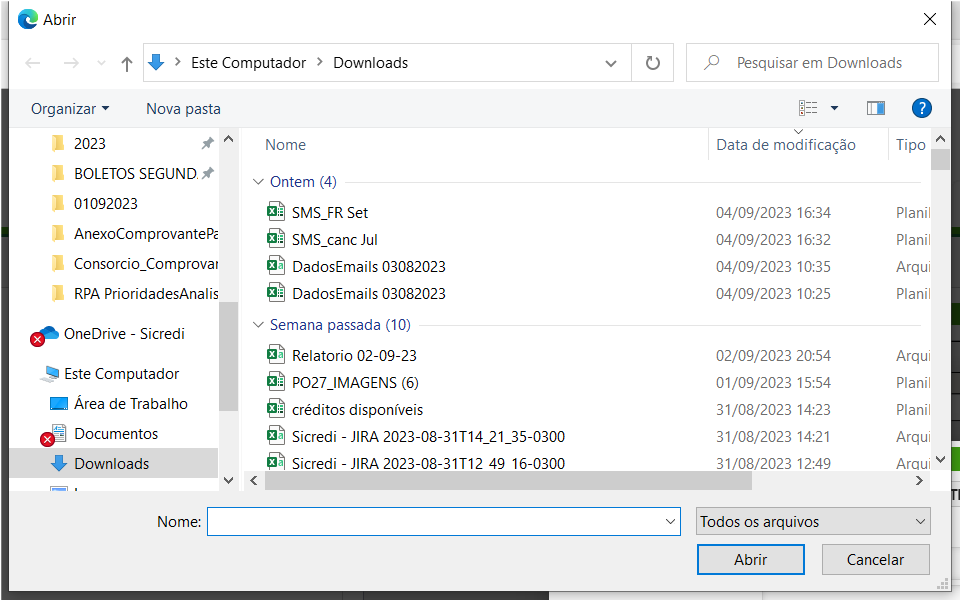 Abrir
Este Computador > Downloads
Pesquisar em Downloads
Organizar
Nova pasta
2023
BOLETOS SEGUND.
01092023
AnexoComprovantePa
Consorcio_Comprovar
RPA PrioridadesAnalis
OneDrive - Sicredi
Este Computador
Área de Trabalho
Documentos
Downloads
Nome Data de modificação Tipo
Ontem (4)
SMS_FR Set 04/09/2023 16:34 Planil
SMS_canc Jul 04/09/2023 16:32 Planil
DadosEmails 03082023 04/09/2023 10:35 Arqui
DadosEmails 03082023 04/09/2023 10:25 Planil
Semana passada (10)
Relatorio 02-09-23 02/09/2023 20:54 Arqui
PO27_IMAGENS (6) 01/09/2023 15:54 Planil
créditos disponíveis 31/08/2023 14:23 Planil
Sicredi - JIRA 2023-08-31T14_21_35-0300 31/08/2023 14:21 Arqui
Sicredi - JIRA 2023-08-31T12_49_16-0300 31/08/2023 12:49 Arqui
Nome:
Todos os arquivos
Abrir
Cancelar